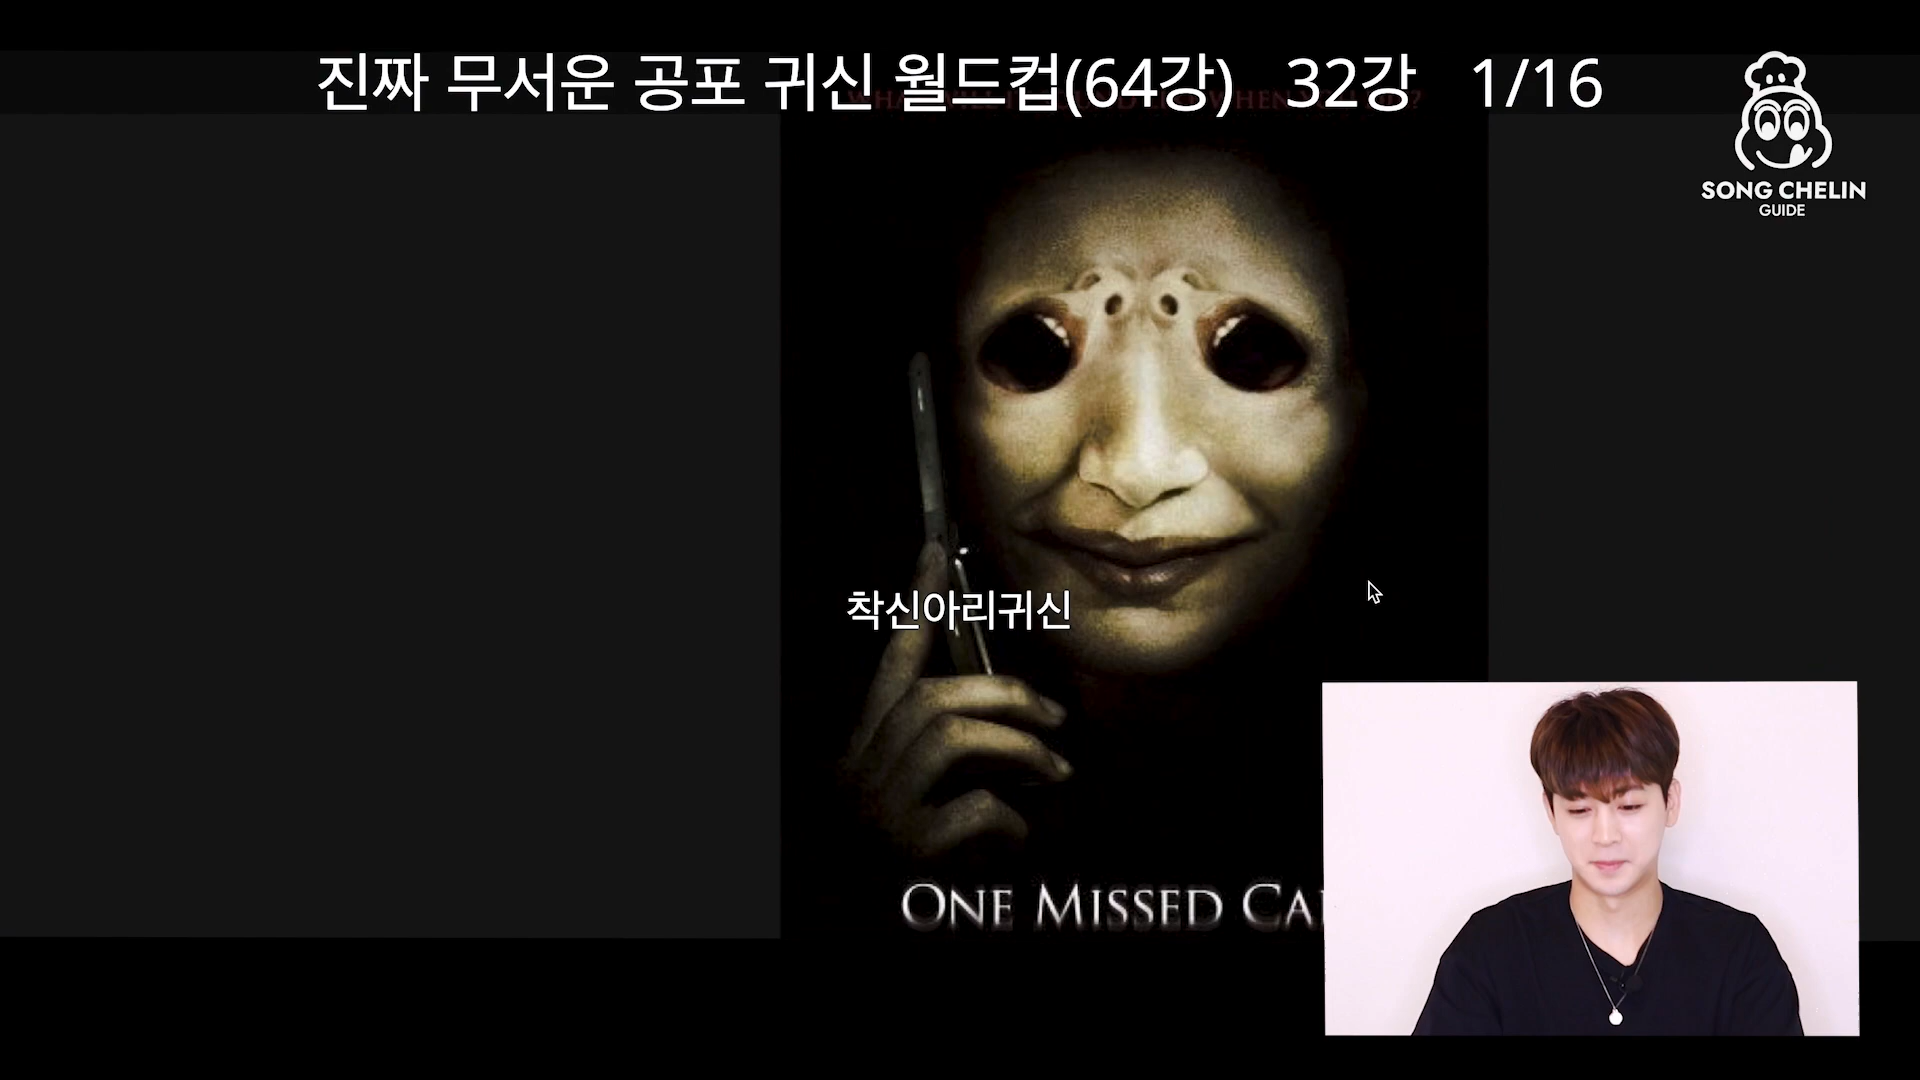 진짜 무서운 공포 귀신 월드컵(64강) 32강 1/16
SONG CHELIN
GUIDE
착신아리귀신
ONE MISSED CA